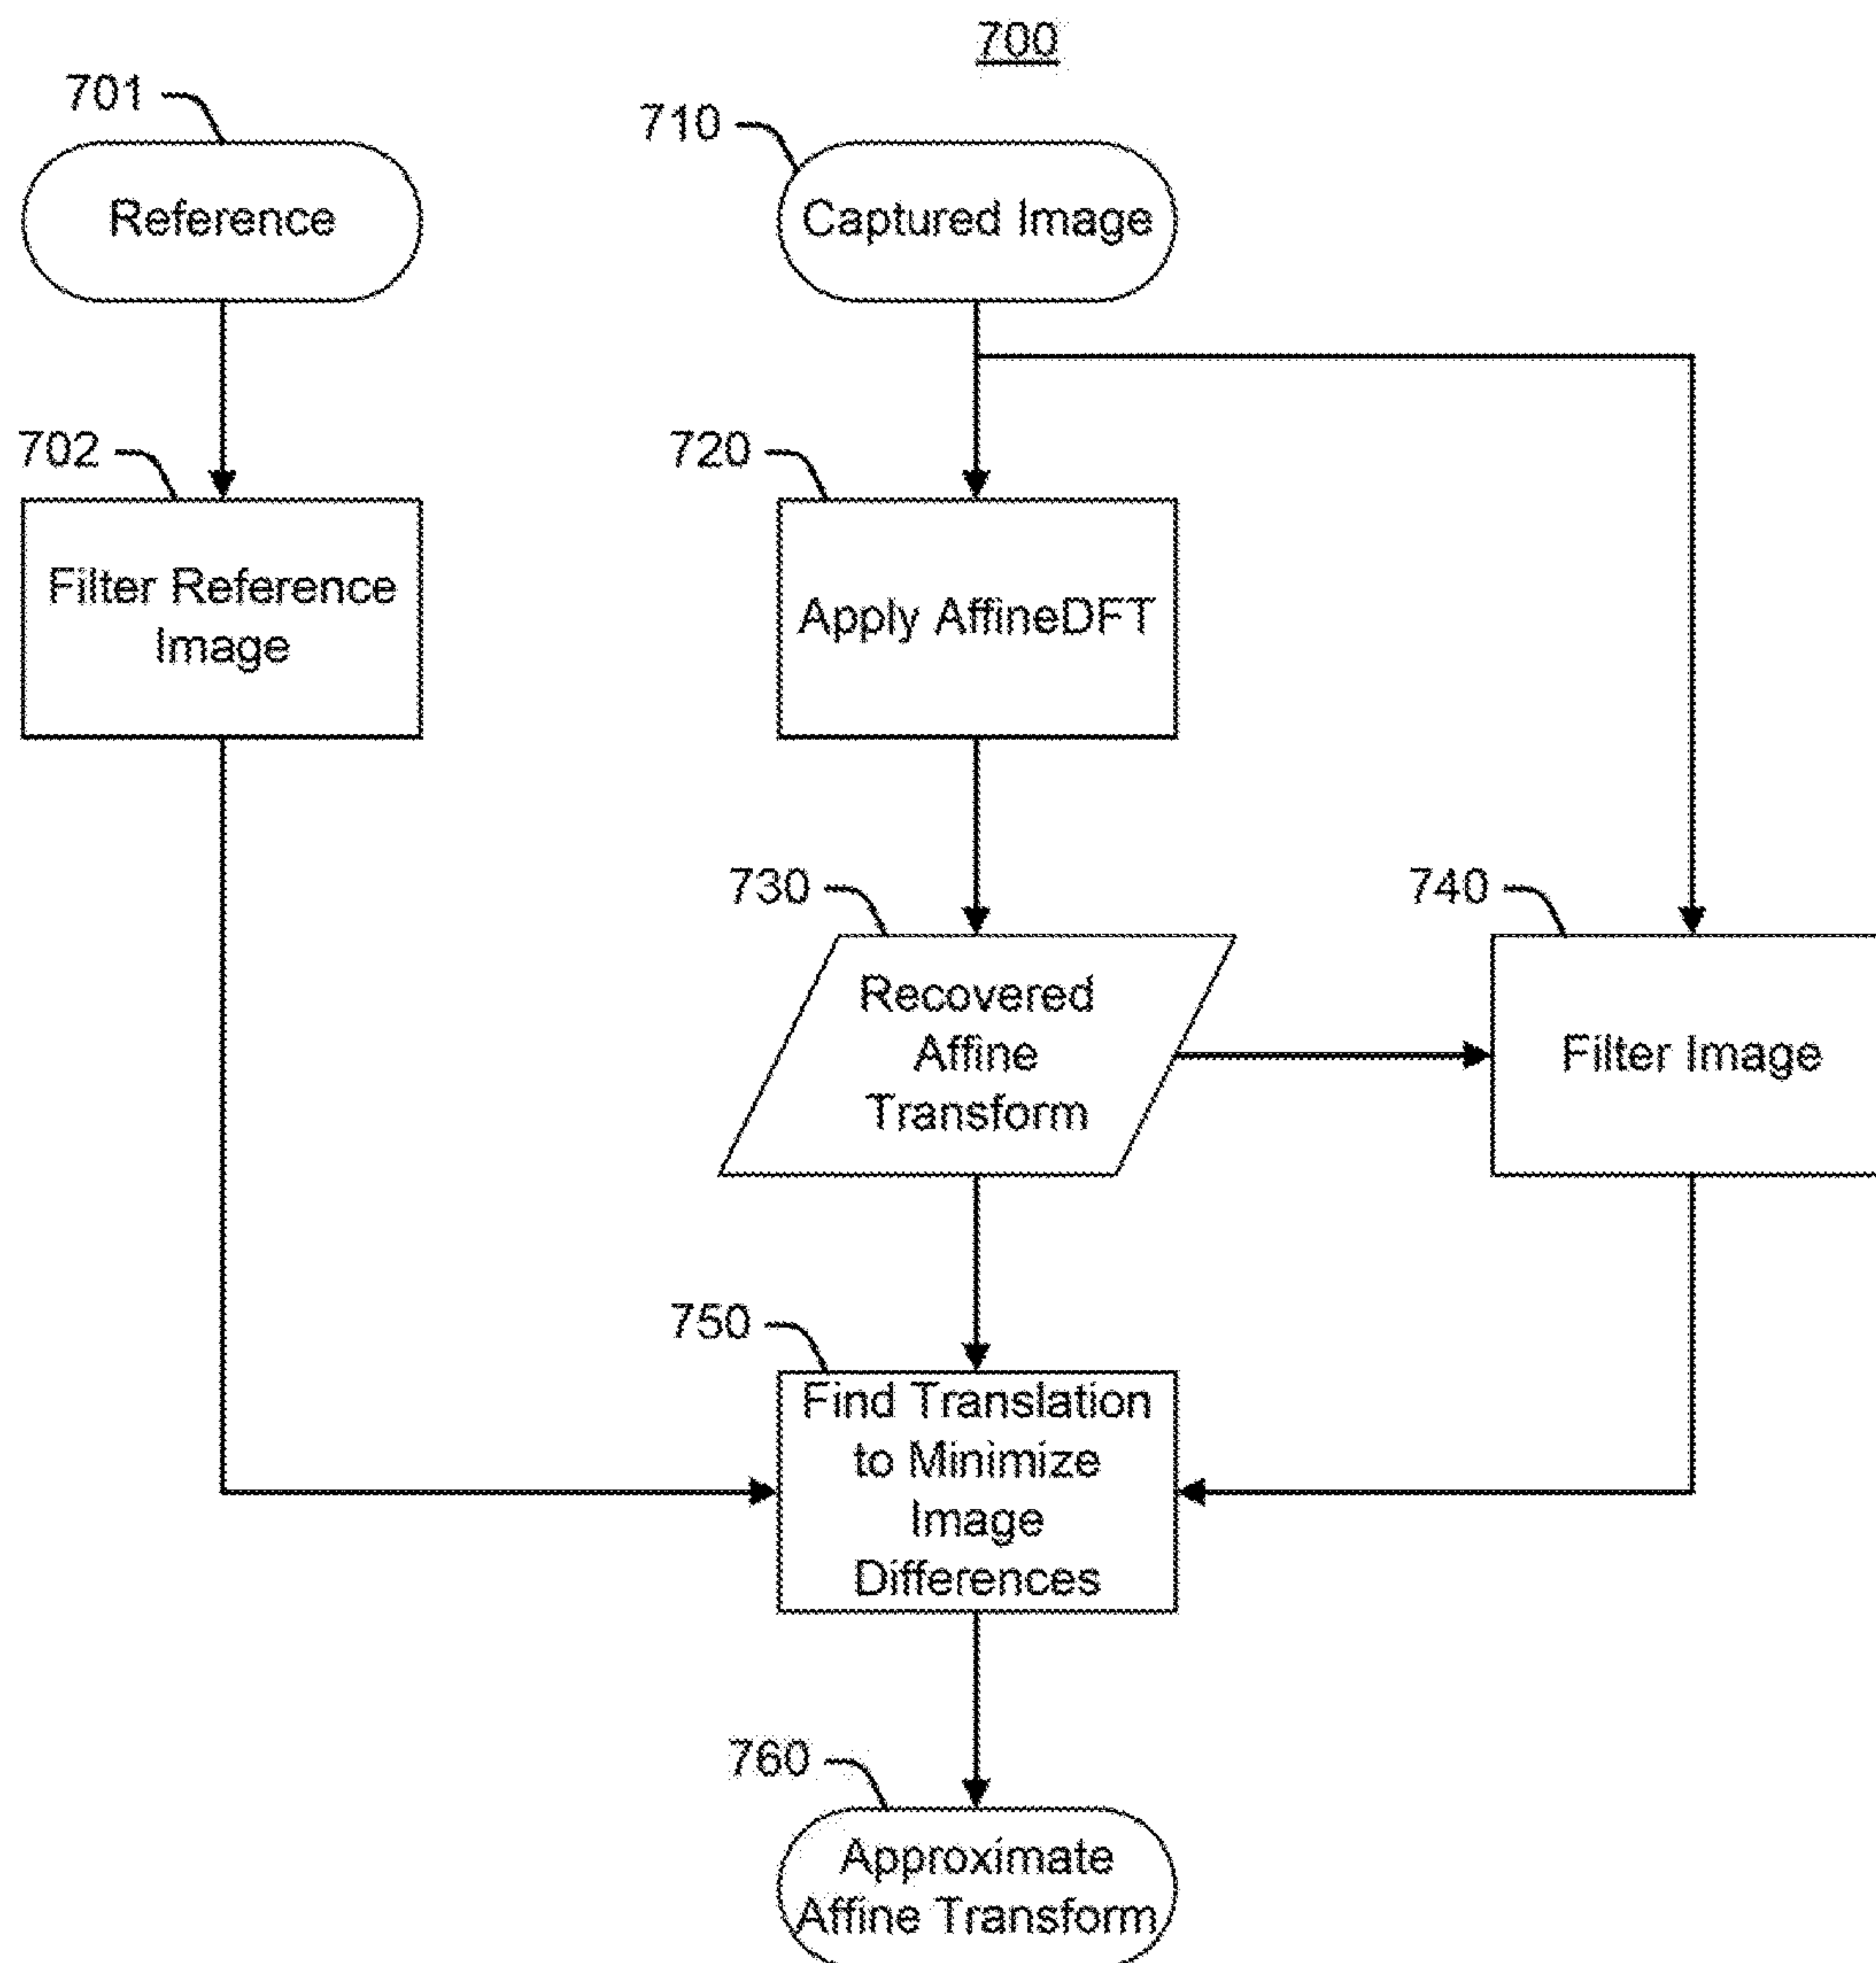 700
701
Reference
710
Captured Image
702
Filter Reference
Image
720
Apply AffineDFT
730
Recovered
Affine
Transform
740
Filter Image
750
Find Translation
to Minimize
Image
Differences
760
Approximate
Affine Transform